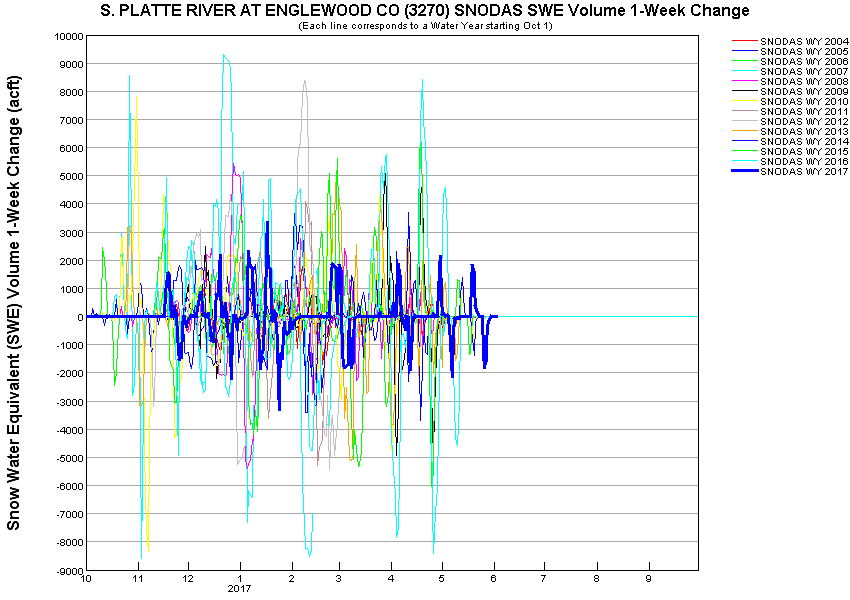 S. PLATTE RIVER AT ENGLEWOOD CO (3270) SNODAS SWE Volume 1-Week Change
(Each line corresponds to a Water Year starting Oct 1)
Snow Water Equivalent (SWE) Volume 1-Week Change (acft)
10000
9000
8000
7000
6000
5000
4000
3000
2000
1000
0
-1000
-2000
-3000
-4000
-5000
-6000
-7000
-8000
-9000
10 11 12 1 2 3 4 5 6 7 8 9
2017
SNODAS WY 2004
SNODAS WY 2005
SNODAS WY 2006
SNODAS WY 2007
SNODAS WY 2008
SNODAS WY 2009
SNODAS WY 2010
SNODAS WY 2011
SNODAS WY 2012
SNODAS WY 2013
SNODAS WY 2014
SNODAS WY 2015
SNODAS WY 2016
SNODAS WY 2017